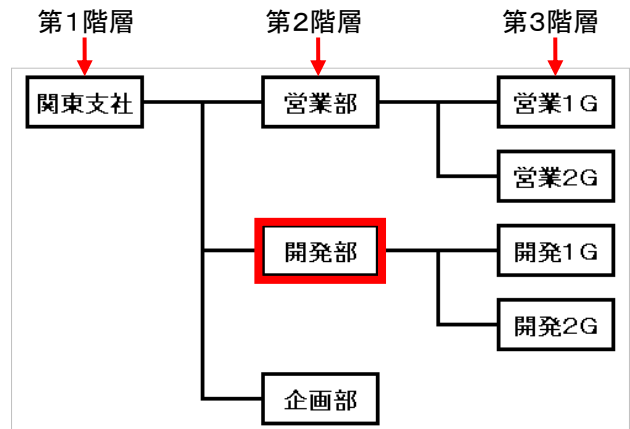 第1階層 第2階層 第3階層
関東支社 営業部 営業1G
営業2G
開発部 開発1G
開発2G
企画部